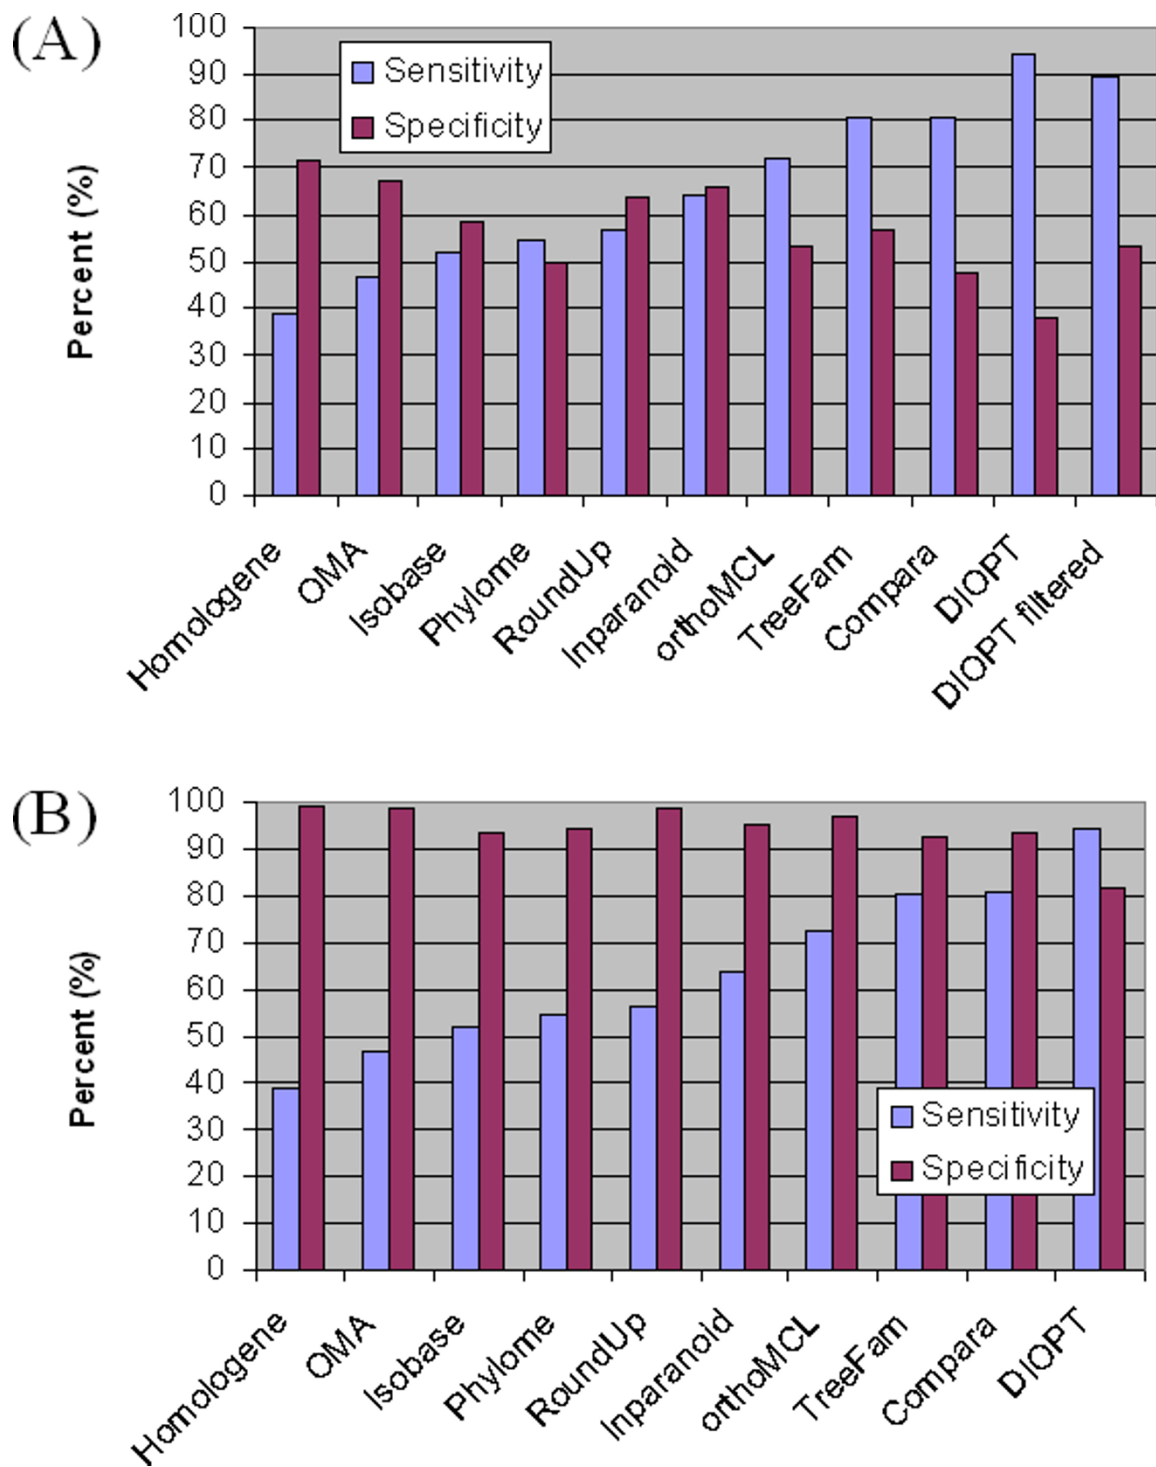 (A)
100
90
80
70
60
50
40
30
20
10
0
Percent (%)
Sensitivity
Specificity
Homologene
OMA
Isobase
Phylome
RoundUp
Inparanoid
orthoMCL
TreeFam
Compara
DIOPT
DIOPT filtered
(B)
100
90
80
70
60
50
40
30
20
10
0
Percent (%)
Sensitivity
Specificity
Homologene
OMA
Isobase
Phylome
RoundUp
Inparanoid
orthoMCL
TreeFam
Compara
DIOPT